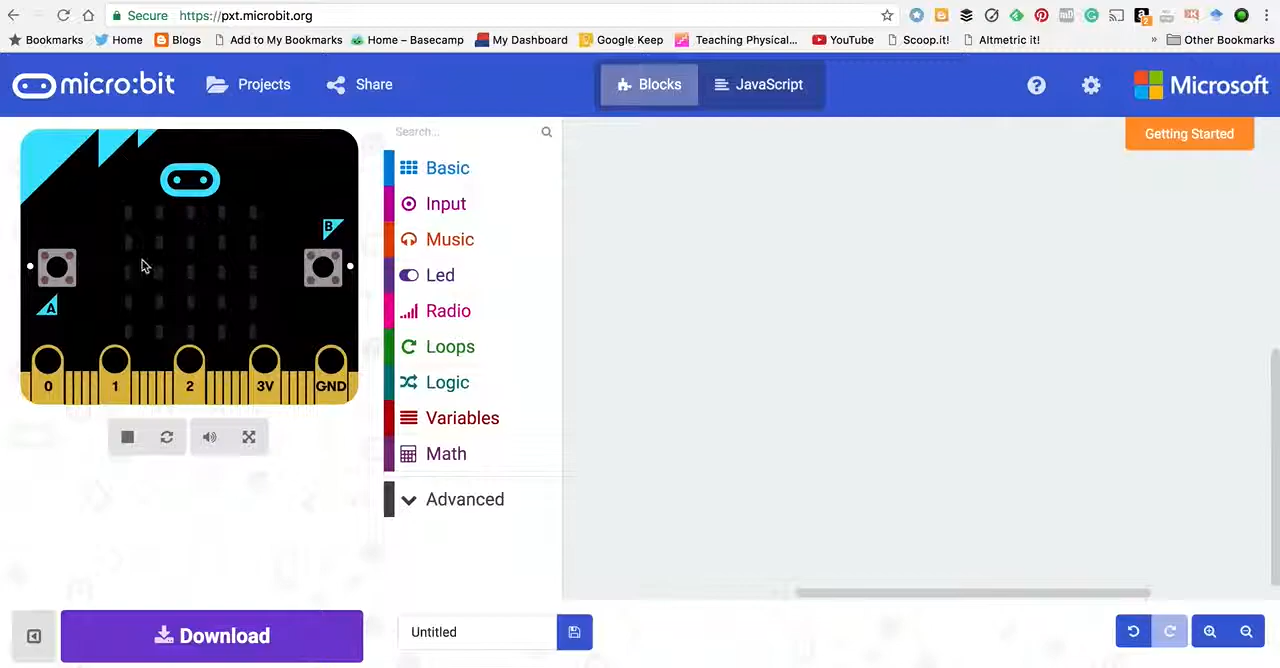 Secure https://pxt.microbit.org
Bookmarks Home Blogs Add to My Bookmarks Home – Basecamp My Dashboard Google Keep Teaching Physical... YouTube Scoop.it! Altmetric it! » Other Bookmarks
micro:bit Projects Share Blocks JavaScript ? Microsoft
Getting Started
Search...
Basic
Input
Music
Led
Radio
Loops
Logic
Variables
Math
Advanced
B
A
0 1 2 3V GND
Download
Untitled